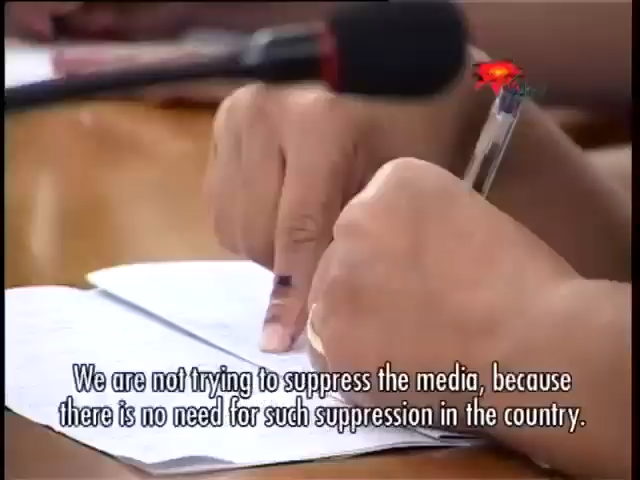 We are not trying to suppress the media, because
there is no need for such suppression in the country.